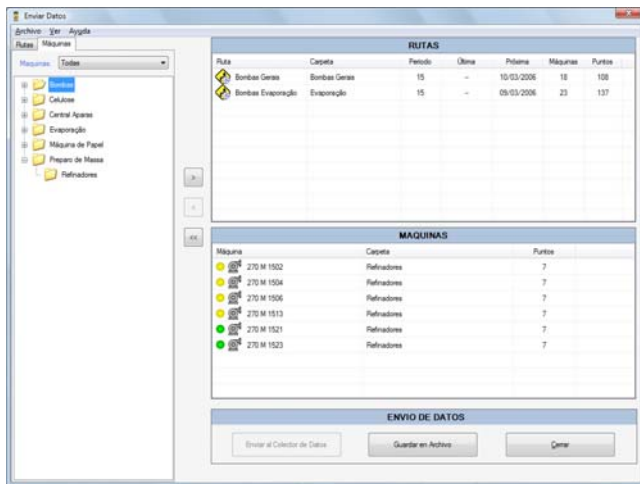 Enviar Datos
Archivo Ver Ayuda
Rutas Máquinas
Maquinas: Todas
Bombas
Celulose
Central Aparas
Evaporação
Máquina de Papel
Preparo de Massa
Refinadores
>
<
<<
RUTAS
Ruta Carpeta Periodo Última Próxima Máquinas Puntos
Bombas Gerais Bombas Gerais 15 -- 10/03/2006 18 108
Bombas Evaporação Evaporação 15 -- 09/03/2006 23 137
MAQUINAS
Máquina Carpeta Puntos
270 M 1502 Refinadores 7
270 M 1504 Refinadores 7
270 M 1506 Refinadores 7
270 M 1513 Refinadores 7
270 M 1521 Refinadores 7
270 M 1523 Refinadores 7
ENVIO DE DATOS
Enviar al Colector de Datos Guardar en Archivo Cerrar